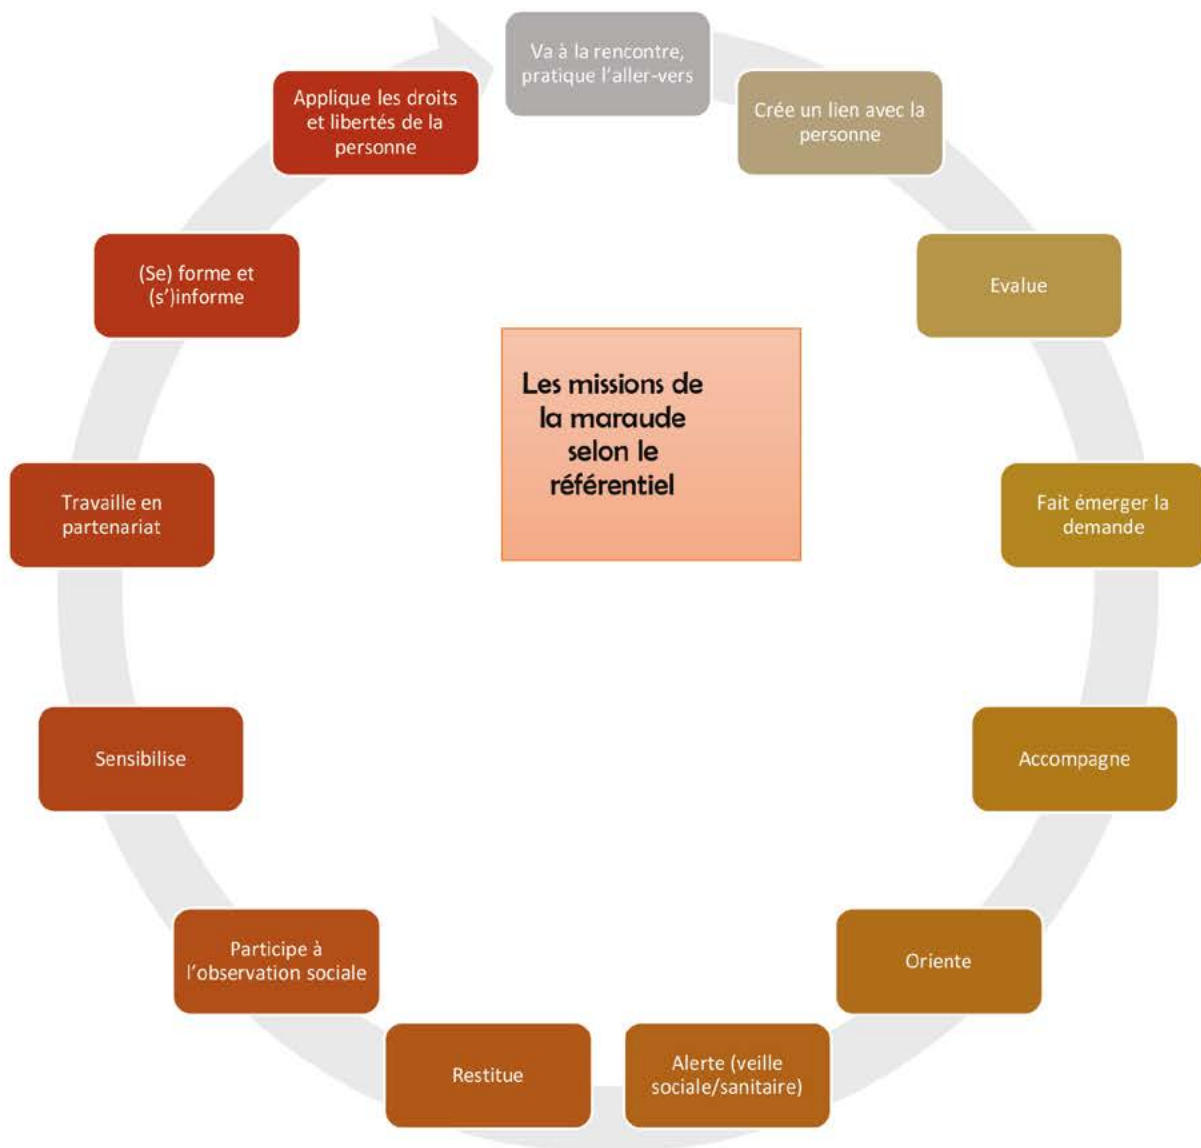 Va à la rencontre,
pratique l'aller-vers
Crée un lien avec la
personne
Evalue
Fait émerger la
demande
Accompagne
Oriente
Alerte (veille
sociale/sanitaire)
Restitue
Participe à
l'observation sociale
Sensibilise
Travaille en
partenariat
(Se) forme et
(s')informe
Applique les droits
et libertés de la
personne
Les missions de
la maraude
selon le
référentiel